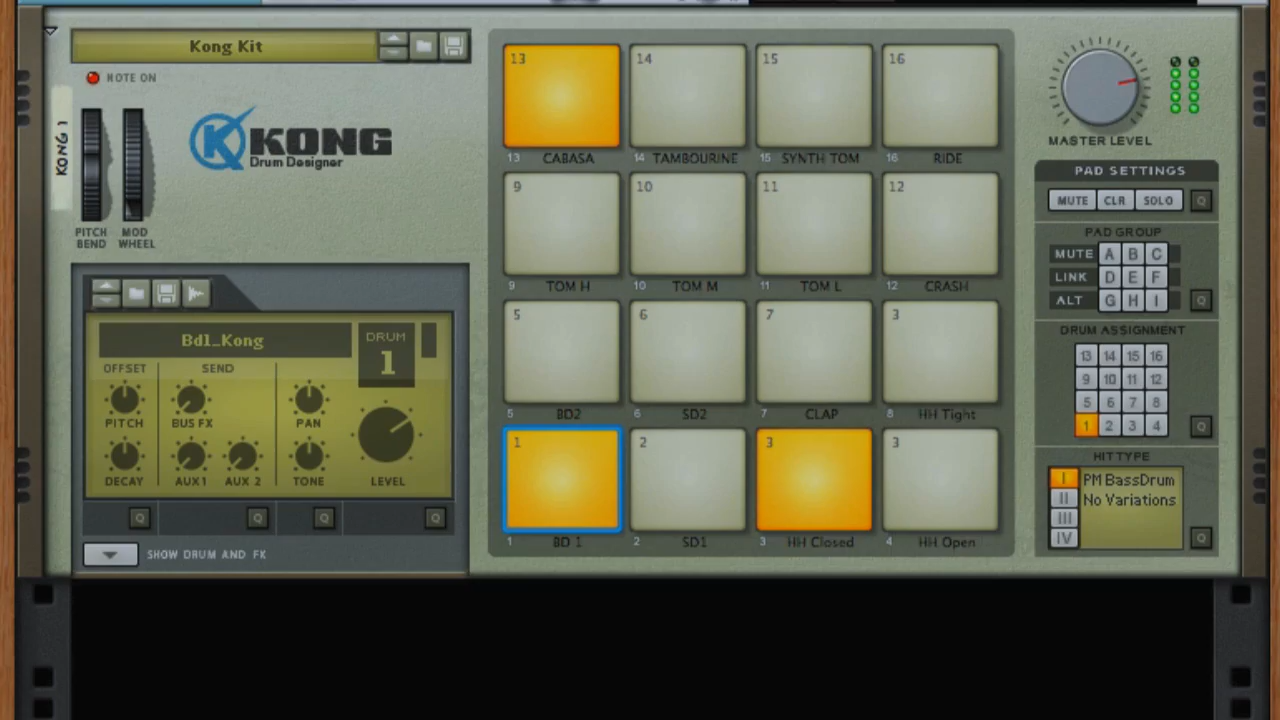 Kong Kit
NOTE ON
KONG 1
KONG
Drum Designer
PITCH BEND
MOD WHEEL
Bd1_Kong
DRUM
1
OFFSET
SEND
PITCH
BUS FX
PAN
DECAY
AUX1
AUX 2
TONE
LEVEL
Q Q Q Q
SHOW DRUM AND FX
13 14 15 16
13 CABASA 14 TAMBOURINE 15 SYNTH TOM 16 RIDE
9 10 11 12
9 TOM H 10 TOM M 11 TOM L 12 CRASH
5 6 7 3
5 BD2 6 SD2 7 CLAP 8 HH Tight
1 2 3 3
1 BD 1 2 SD1 3 HH Closed 4 HH Open
MASTER LEVEL
PAD SETTINGS
MUTE CLR SOLO Q
PAD GROUP
MUTE A B C
LINK D E F
ALT G H I Q
DRUM ASSIGNMENT
13 14 15 16
9 10 11 12
5 6 7 8
1 2 3 4 Q
HIT TYPE
I PM BassDrum
II No Variations
III
IV Q